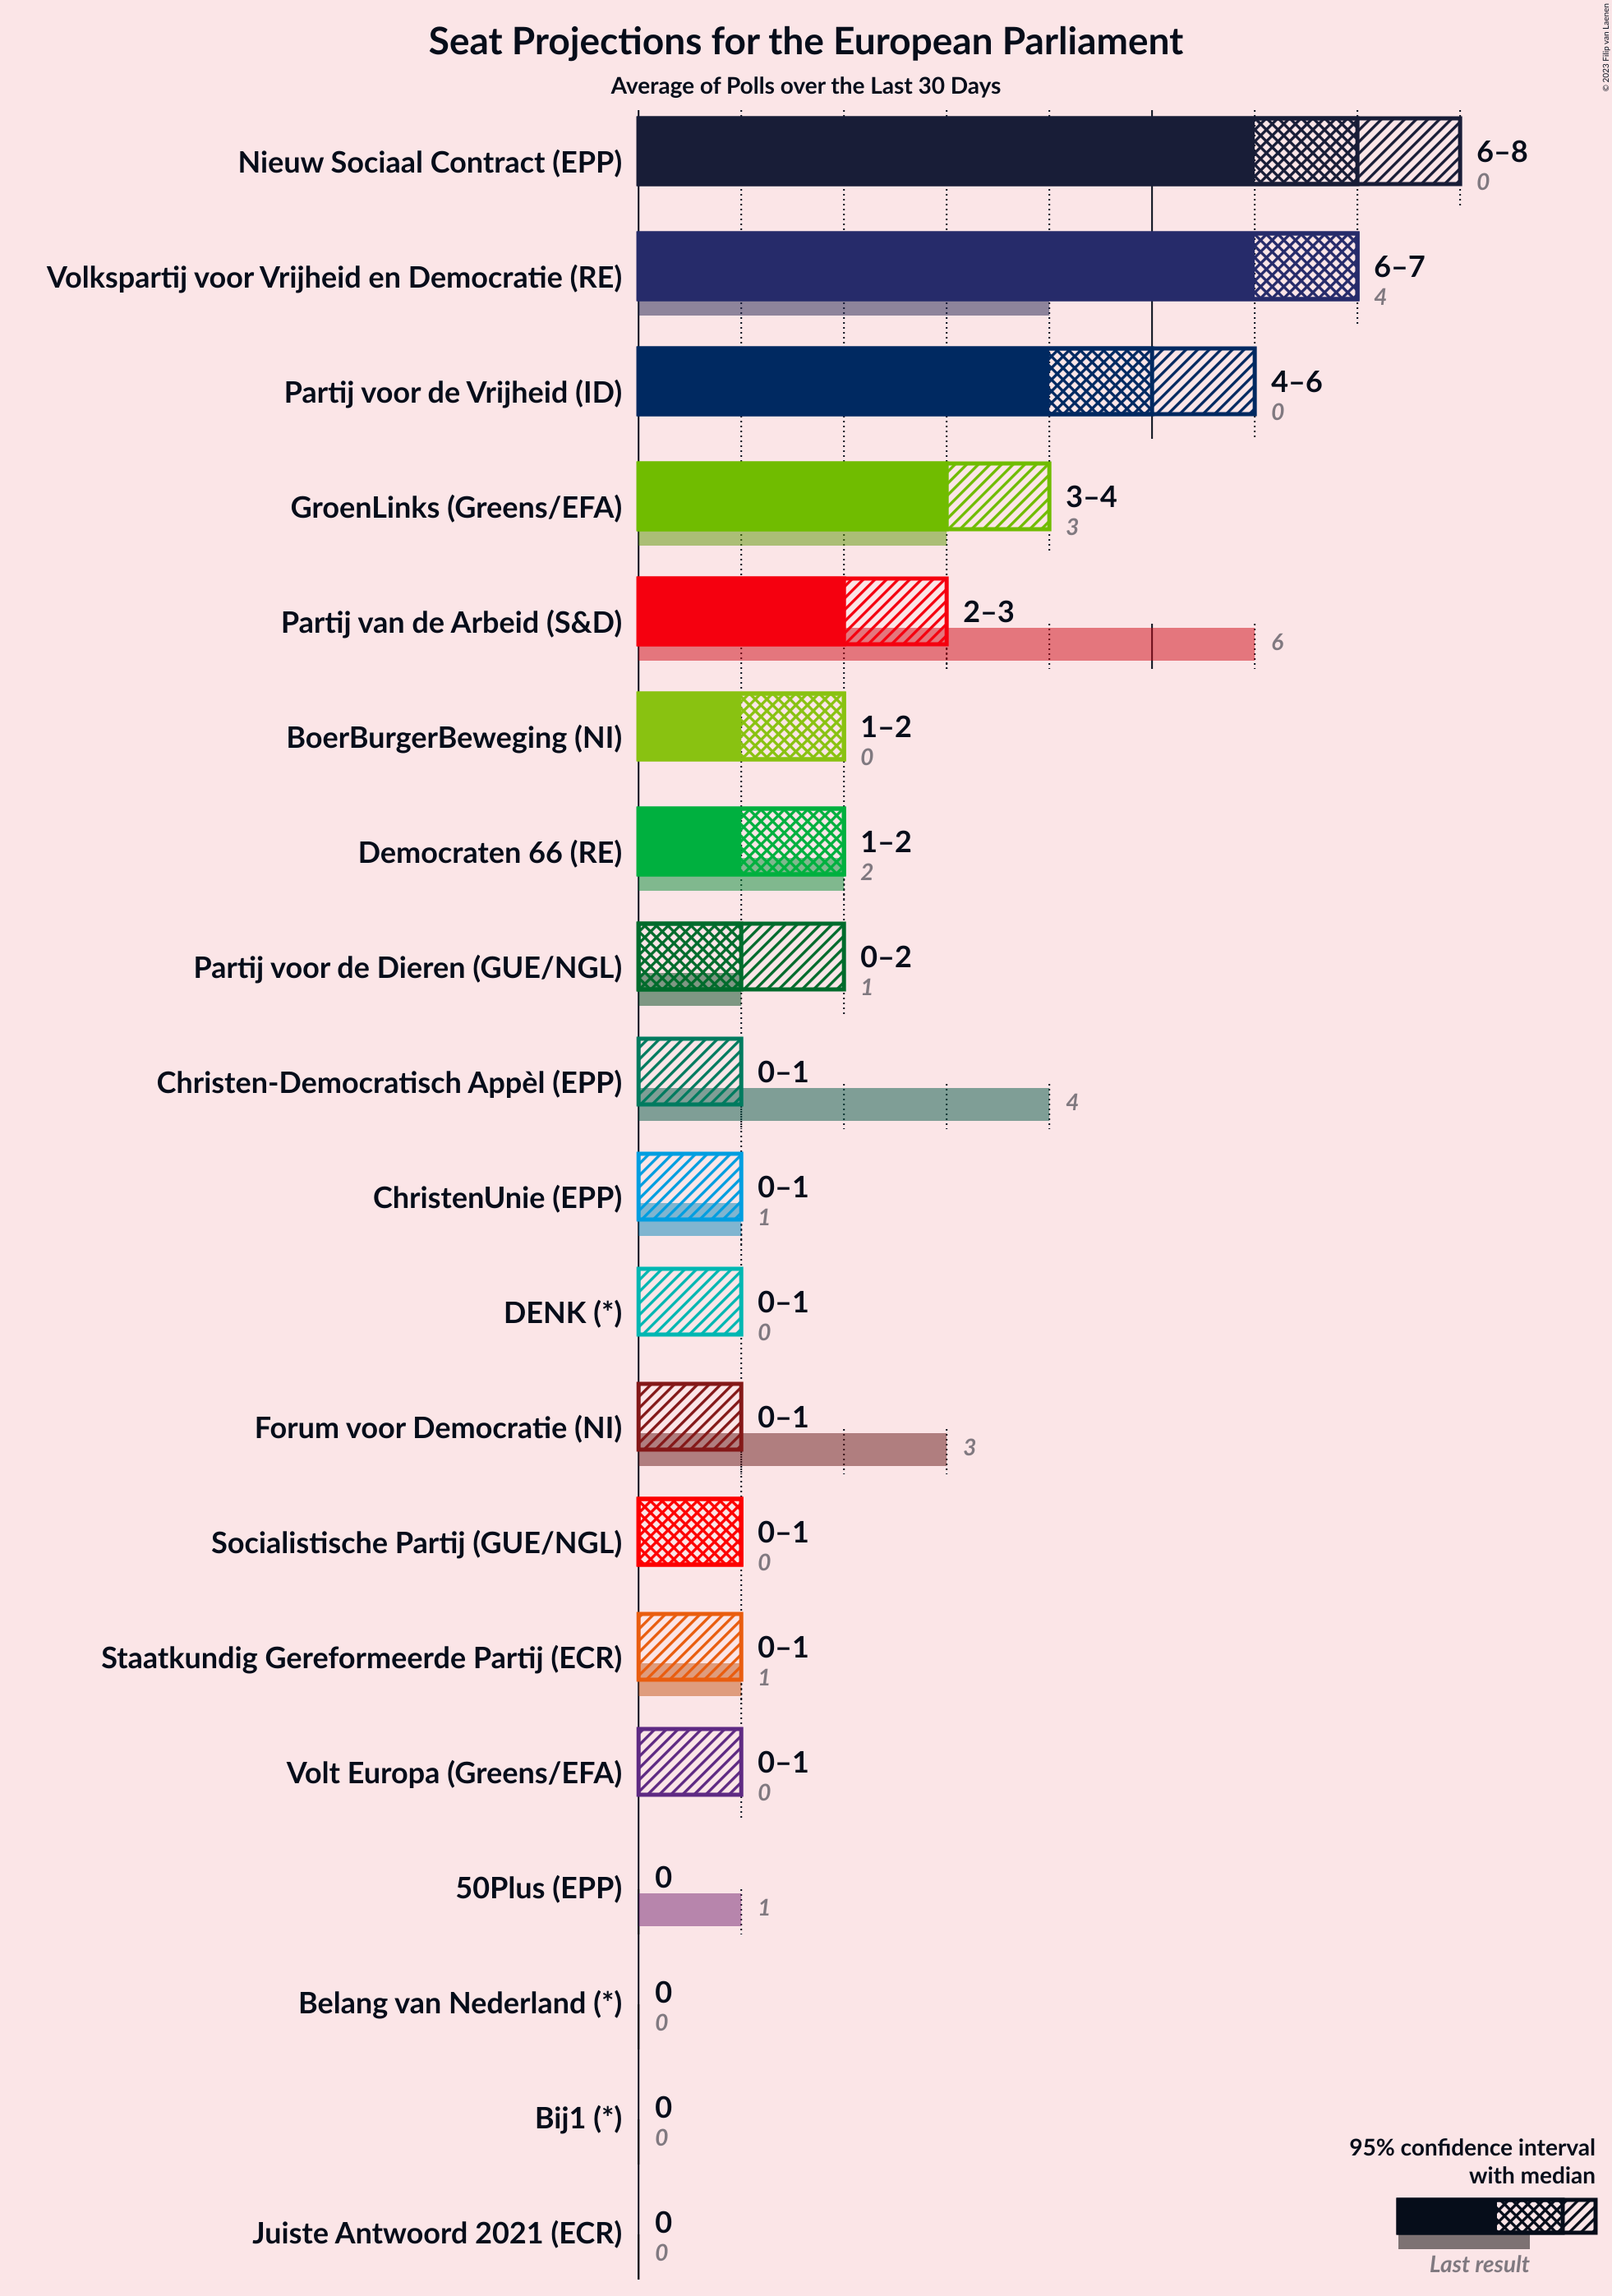 © 2023 Filip van Laenen
Seat Projections for the European Parliament
Average of Polls over the Last 30 Days
Nieuw Sociaal Contract (EPP)
6–8
0
Volkspartij voor Vrijheid en Democratie (RE)
6–7
4
Partij voor de Vrijheid (ID)
4–6
0
GroenLinks (Greens/EFA)
3–4
3
Partij van de Arbeid (S&D)
2–3
6
BoerBurgerBeweging (NI)
1–2
0
Democraten 66 (RE)
1–2
2
Partij voor de Dieren (GUE/NGL)
0–2
1
Christen-Democratisch Appèl (EPP)
0–1
4
ChristenUnie (EPP)
0–1
1
DENK (*)
0–1
0
Forum voor Democratie (NI)
0–1
3
Socialistische Partij (GUE/NGL)
0–1
0
Staatkundig Gereformeerde Partij (ECR)
0–1
1
Volt Europa (Greens/EFA)
0–1
0
50Plus (EPP)
0
1
Belang van Nederland (*)
0
0
Bij1 (*)
0
0
Juiste Antwoord 2021 (ECR)
0
0
95% confidence interval
with median
Last result